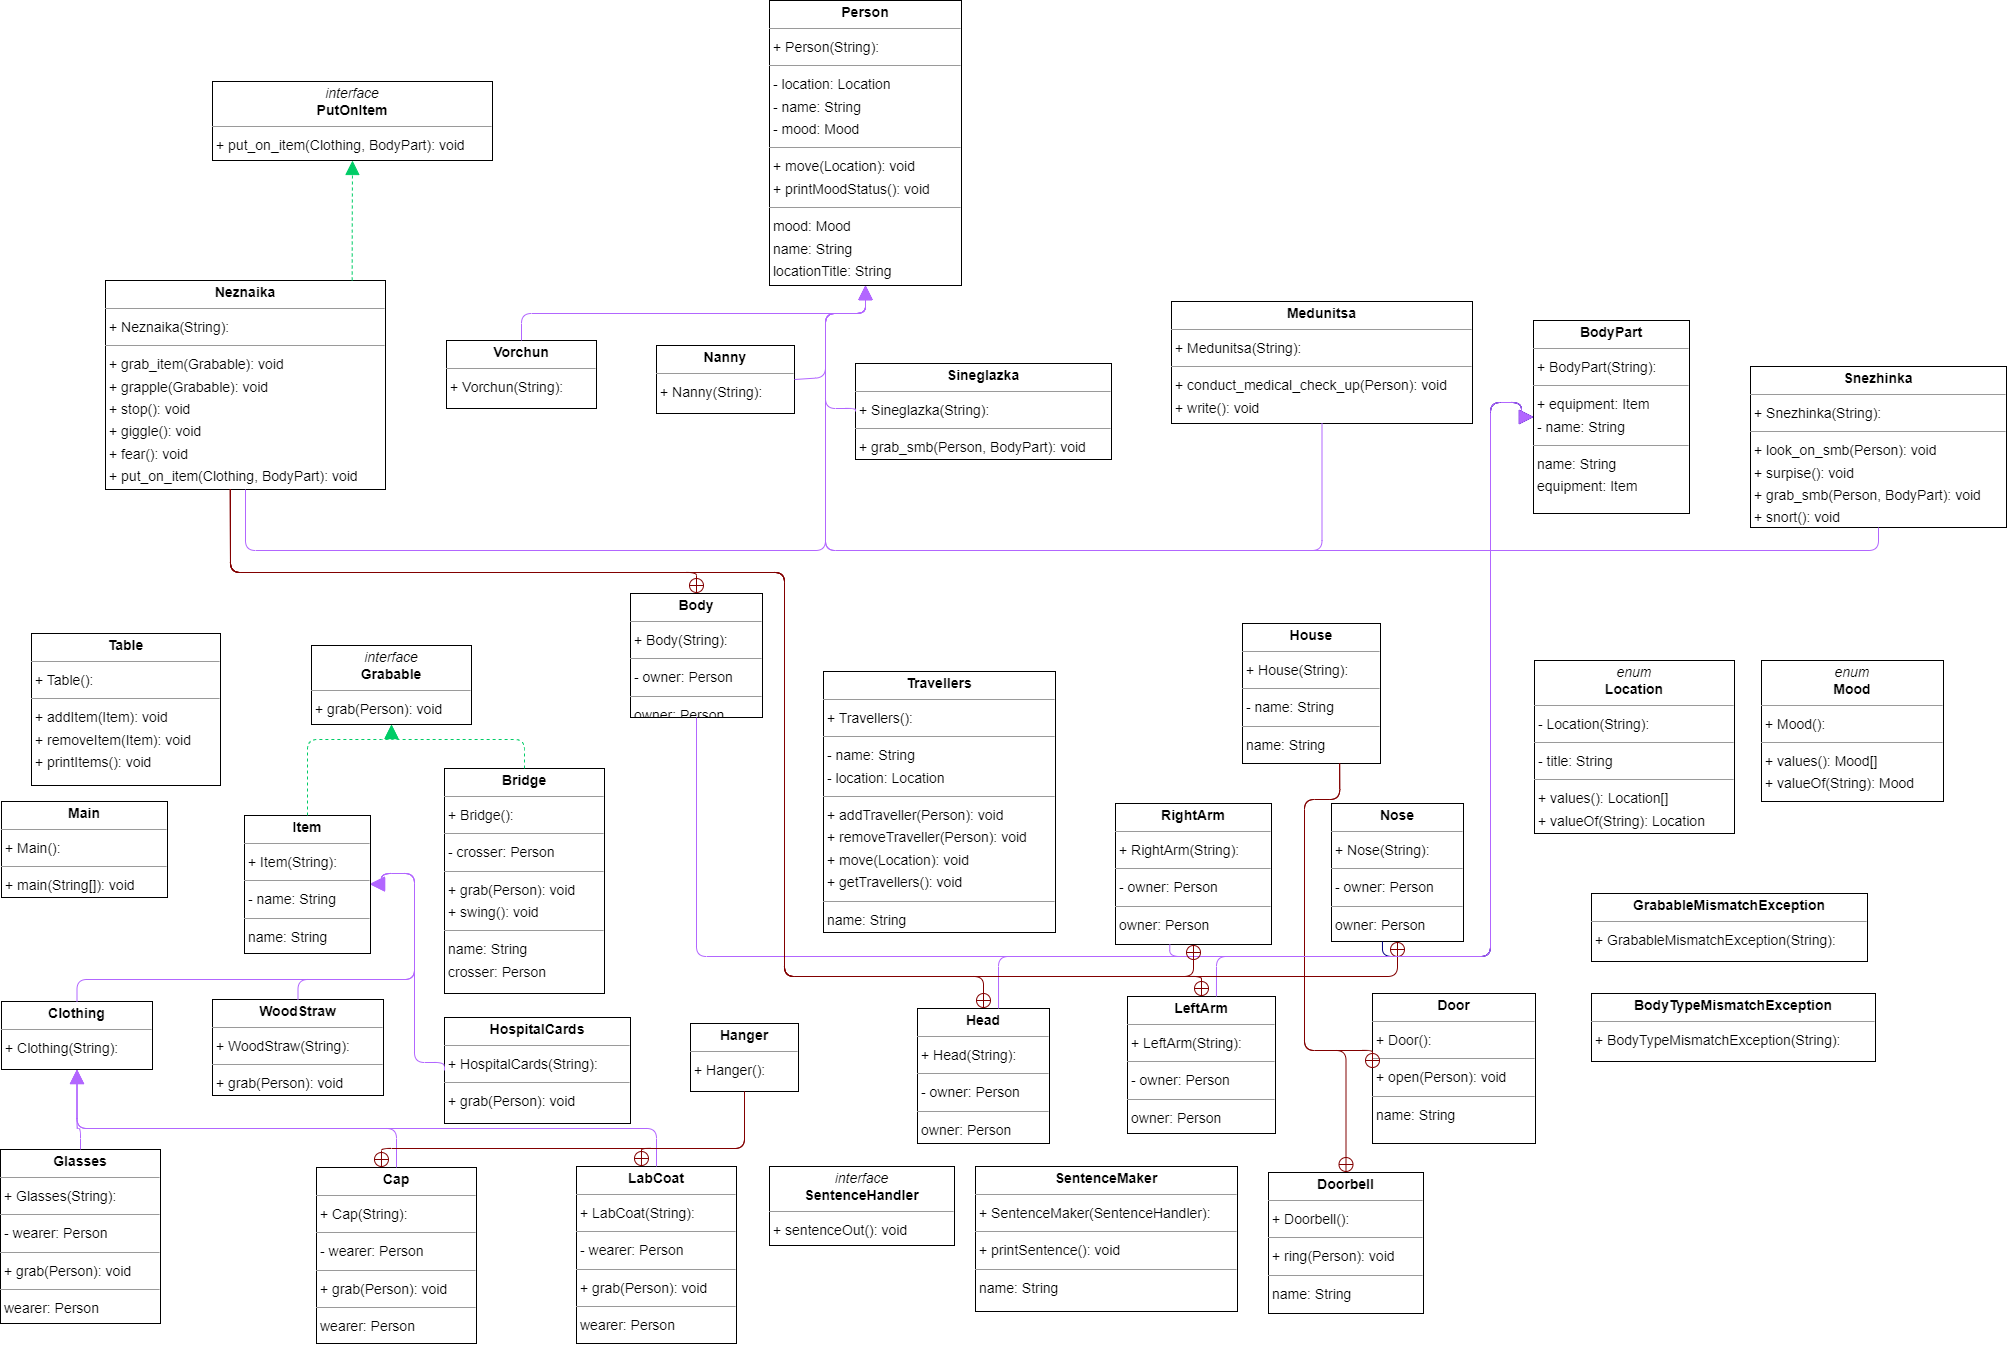 Person
+ Person(String):
- location: Location
- name: String
- mood: Mood
+ move(Location): void
+ printMoodStatus(): void
mood: Mood
name: String
locationTitle: String
interface
PutOnItem
+ put_on_item(Clothing, BodyPart): void
Neznaika
+ Neznaika(String):
+ grab_item(Grabable): void
+ grapple(Grabable): void
+ stop(): void
+ giggle(): void
+ fear(): void
+ put_on_item(Clothing, BodyPart): void
Vorchun
+ Vorchun(String):
Nanny
+ Nanny(String):
Sineglazka
+ Sineglazka(String):
+ grab_smb(Person, BodyPart): void
Medunitsa
+ Medunitsa(String):
+ conduct_medical_check_up(Person): void
+ write(): void
BodyPart
+ BodyPart(String):
+ equipment: Item
- name: String
name: String
equipment: Item
Snezhinka
+ Snezhinka(String):
+ look_on_smb(Person): void
+ surpise(): void
+ grab_smb(Person, BodyPart): void
+ snort(): void
Body
+ Body(String):
- owner: Person
owner: Person
Table
+ Table():
+ addItem(Item): void
+ removeItem(Item): void
+ printItems(): void
interface
Grabable
+ grab(Person): void
Travellers
+ Travellers():
- name: String
- location: Location
+ addTraveller(Person): void
+ removeTraveller(Person): void
+ move(Location): void
+ getTravellers(): void
name: String
House
+ House(String):
- name: String
name: String
enum
Location
- Location(String):
- title: String
+ values(): Location[]
+ valueOf(String): Location
enum
Mood
+ Mood():
+ values(): Mood[]
+ valueOf(String): Mood
Main
+ Main():
+ main(String[]): void
Item
+ Item(String):
- name: String
name: String
Bridge
+ Bridge():
- crosser: Person
+ grab(Person): void
+ swing(): void
name: String
crosser: Person
RightArm
+ RightArm(String):
- owner: Person
owner: Person
Nose
+ Nose(String):
- owner: Person
owner: Person
GrabableMismatchException
+ GrabableMismatchException(String):
BodyTypeMismatchException
+ BodyTypeMismatchException(String):
Clothing
+ Clothing(String):
WoodStraw
+ WoodStraw(String):
+ grab(Person): void
HospitalCards
+ HospitalCards(String):
+ grab(Person): void
Hanger
+ Hanger():
Head
+ Head(String):
- owner: Person
owner: Person
LeftArm
+ LeftArm(String):
- owner: Person
owner: Person
Door
+ Door():
+ open(Person): void
name: String
Glasses
+ Glasses(String):
- wearer: Person
+ grab(Person): void
wearer: Person
Cap
+ Cap(String):
- wearer: Person
+ grab(Person): void
wearer: Person
LabCoat
+ LabCoat(String):
- wearer: Person
+ grab(Person): void
wearer: Person
interface
SentenceHandler
+ sentenceOut(): void
SentenceMaker
+ SentenceMaker(SentenceHandler):
+ printSentence(): void
name: String
Doorbell
+ Doorbell():
+ ring(Person): void
name: String